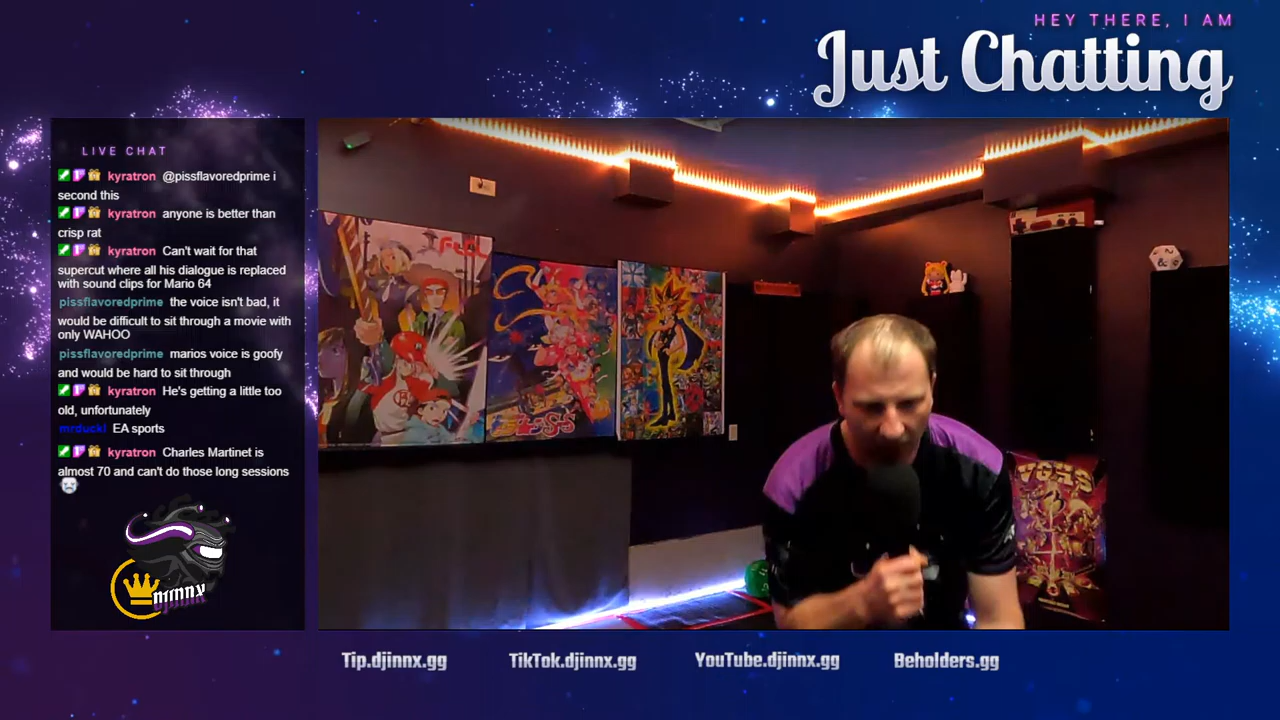 HEY THERE, I AM
Just Chatting
LIVE CHAT
kyratron @pissflavoredprime i
second this
kyratron anyone is better than
crisp rat
kyratron Can't wait for that
supercut where all his dialogue is replaced
with sound clips for Mario 64
pissflavoredprime the voice isn't bad, it
would be difficult to sit through a movie with
only WAHOO
pissflavoredprime marios voice is goofy
and would be hard to sit through
kyratron He's getting a little too
old, unfortunately
mrduckl EA sports
kyratron Charles Martinet is
almost 70 and can't do those long sessions
DJINNX
FLCL
VGHS
Tip.djinnx.gg
TikTok.djinnx.gg
YouTube.djinnx.gg
Beholders.gg